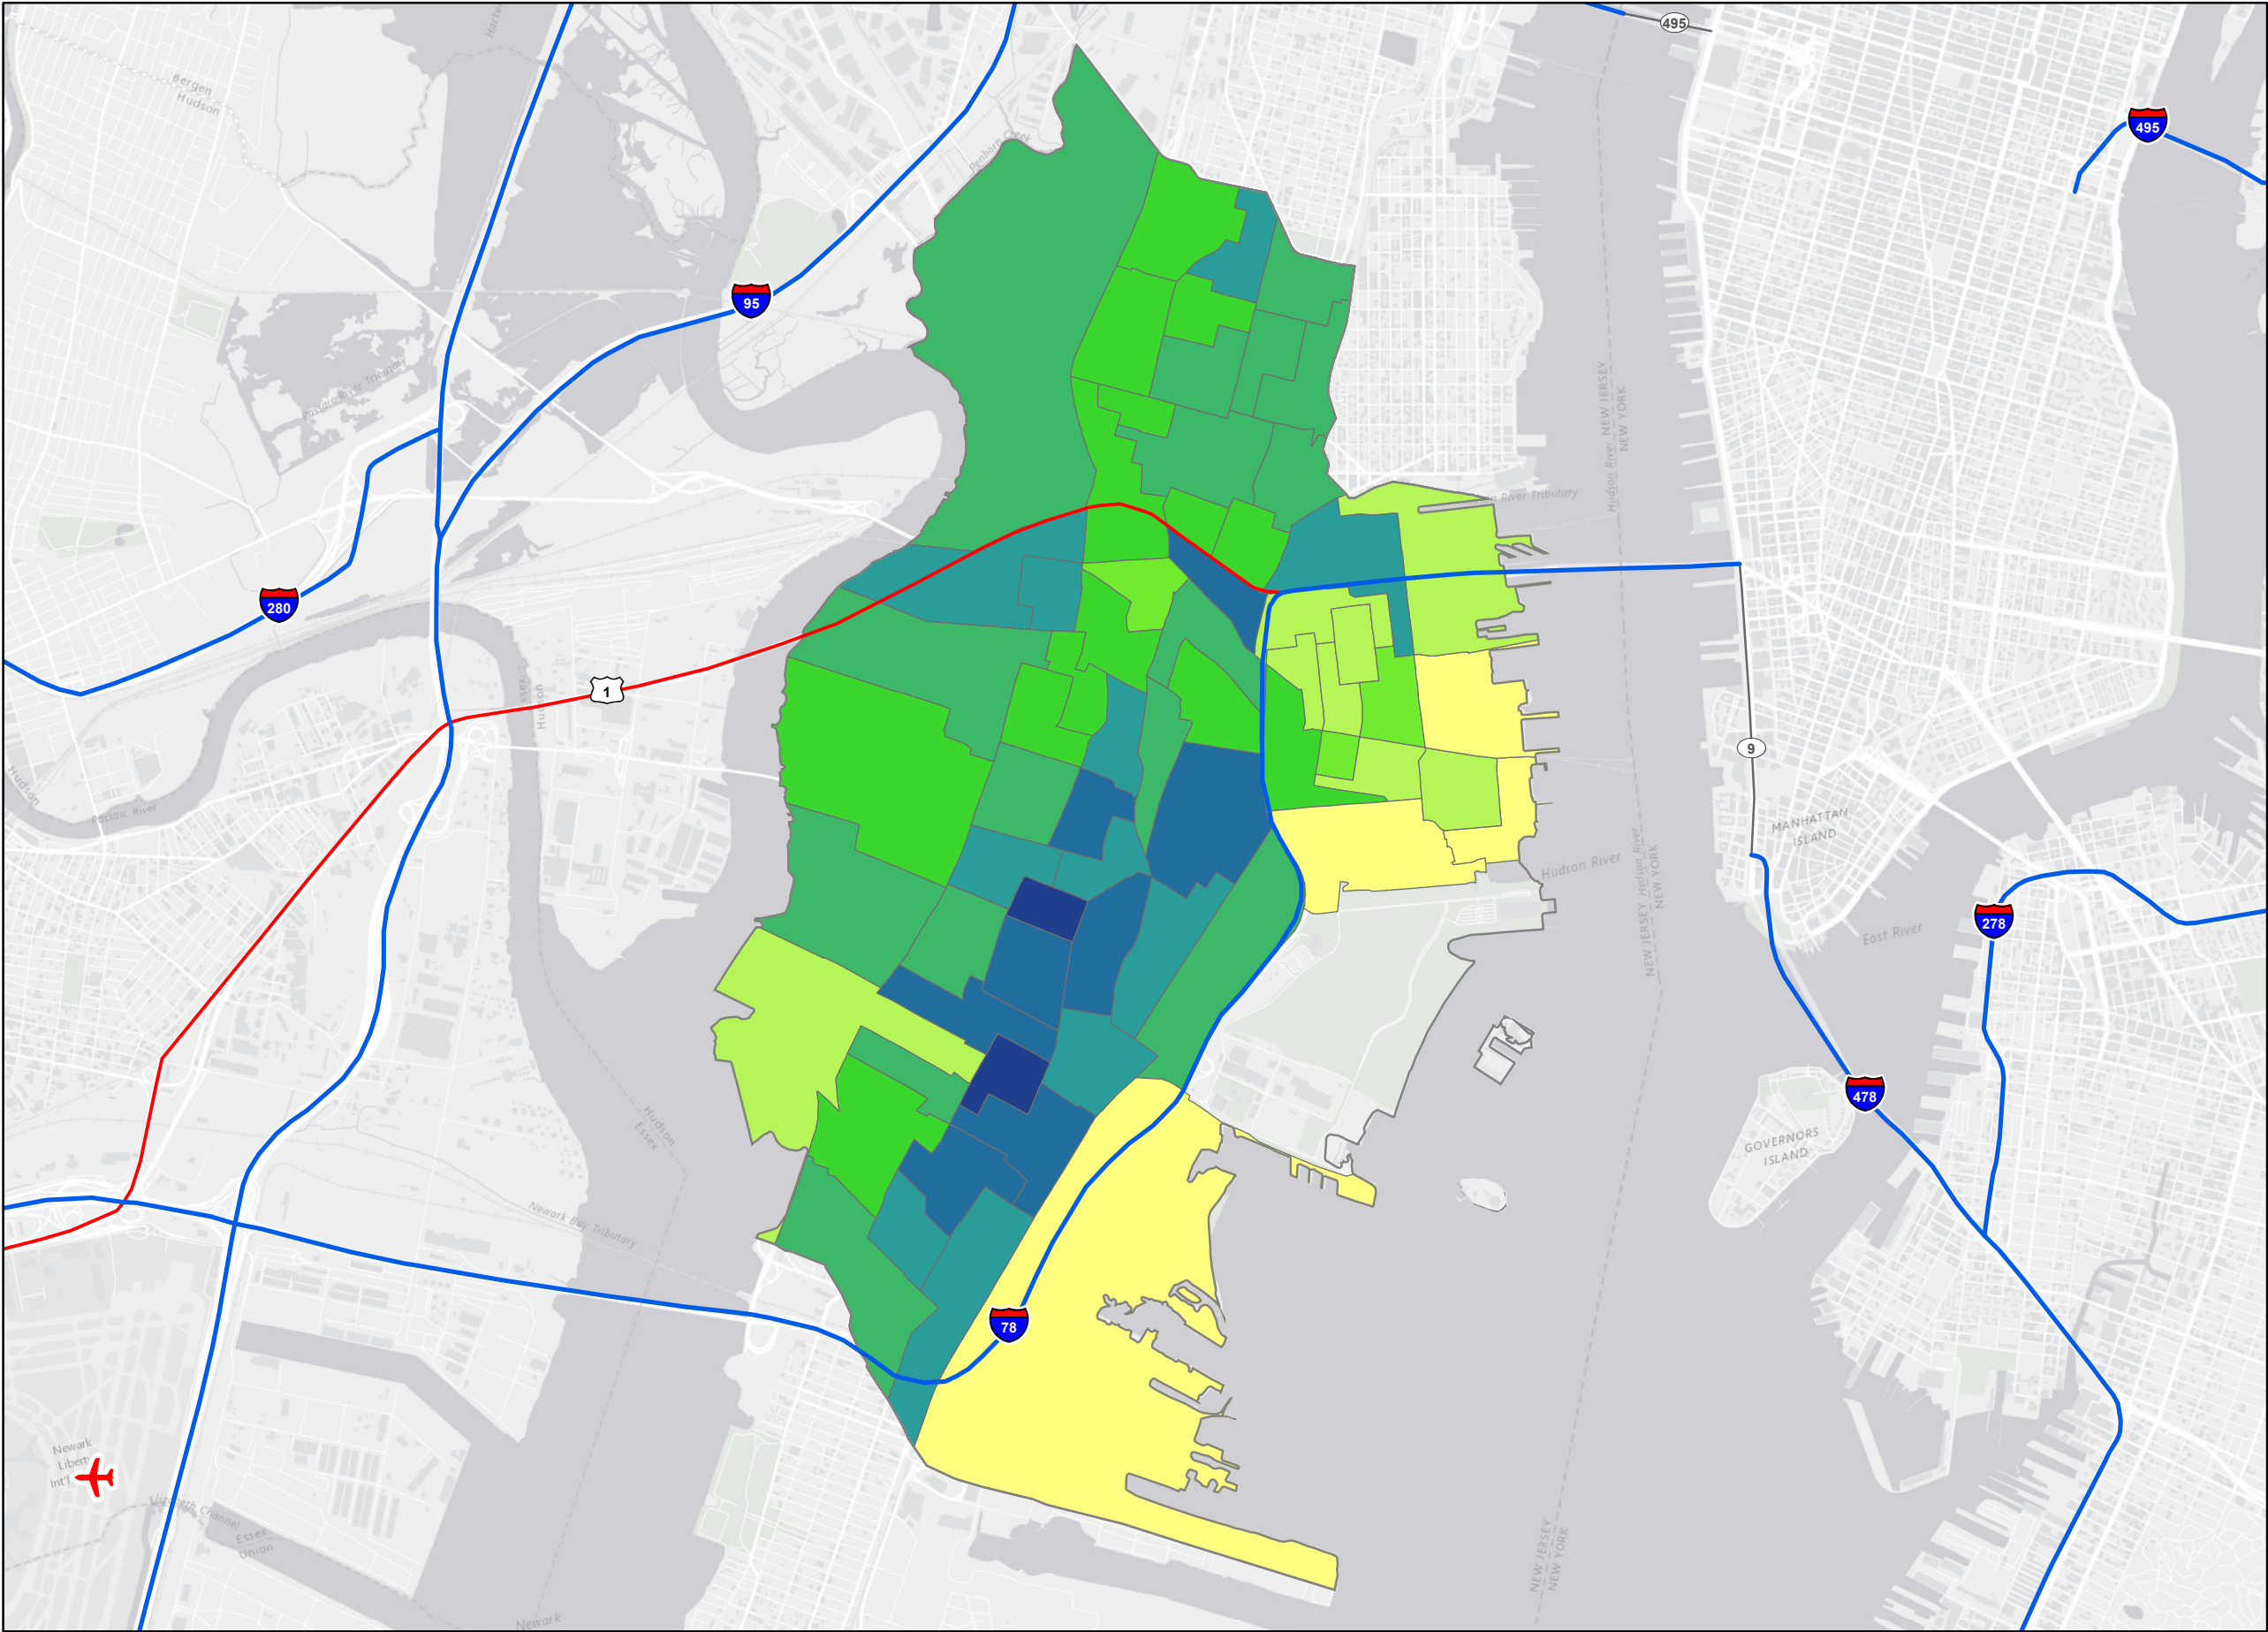 495
Bergen
Hudson
495
Penhorn
Creek
95
Passaic River Tributary
NEW JERSEY
NEW YORK
Hudson River
River Tributary
280
Essex
Hudson
1
9
Hudson
Passaic River
MANHATTAN
ISLAND
Hudson River
Hudson River
NEW JERSEY
NEW YORK
278
East River
478
Hudson
Essex
GOVERNORS
ISLAND
Newark Bay Tributary
78
Newark
Liberty
Int'l
Elizabeth Channel
Essex
Union
NEW JERSEY
NEW YORK
Newark